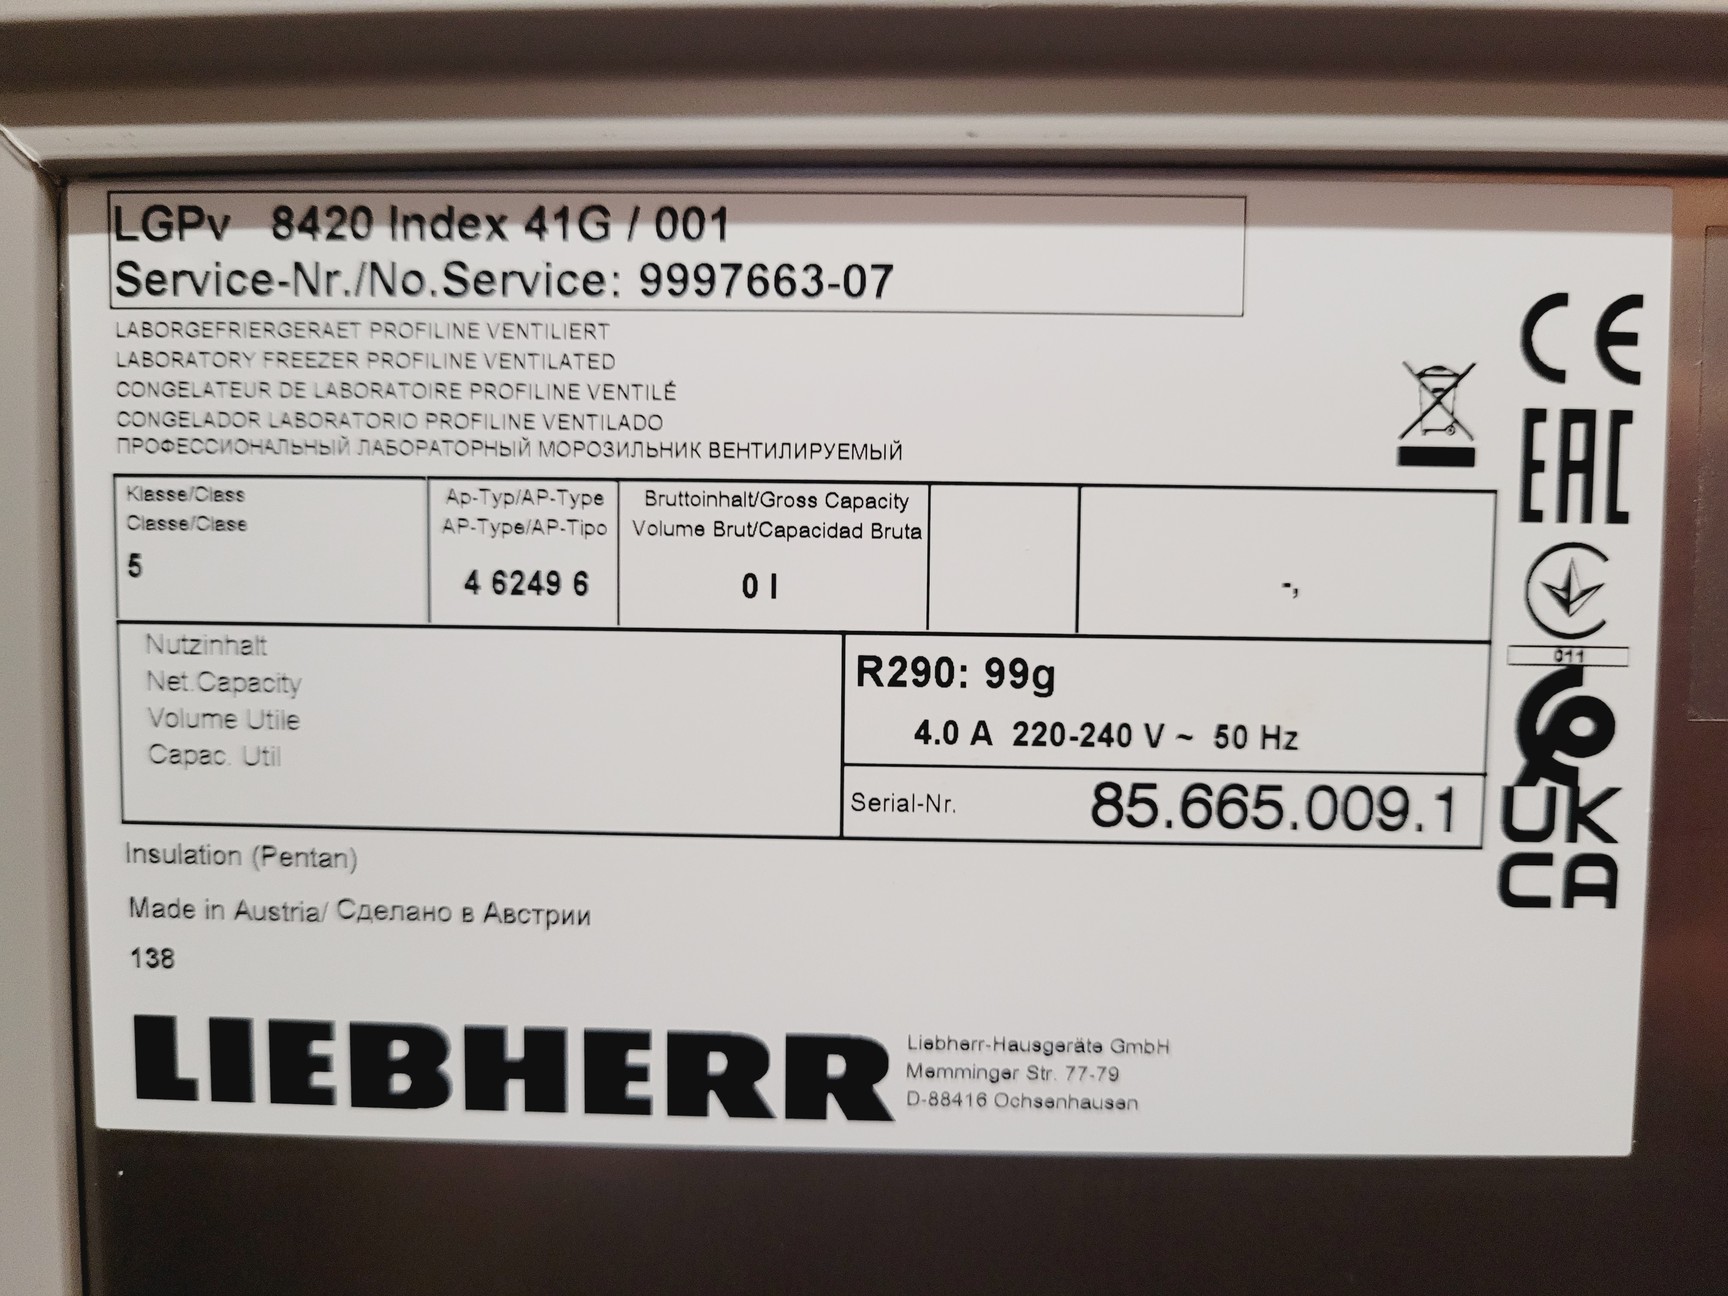 LGPv 8420 Index 41G / 001
Service-Nr./No.Service: 9997663-07
LABORGEFRIERGERAET PROFILINE VENTILIERT
LABORATORY FREEZER PROFILINE VENTILATED
CONGELATEUR DE LABORATOIRE PROFILINE VENTILÉ
CONGELADOR LABORATORIO PROFILINE VENTILADO
ПРОФЕССИОНАЛЬНЫЙ ЛАБОРАТОРНЫЙ МОРОЗИЛЬНИК ВЕНТИЛИРУЕМЫЙ
Klasse/Class
Classe/Clase
5
Ap-Typ/AP-Type
AP-Type/AP-Tipo
4 6249 6
Bruttoinhalt/Gross Capacity
Volume Brut/Capacidad Bruta
0 l
-,
Nutzinhalt
Net.Capacity
Volume Utile
Capac. Util
R290: 99g
4.0 A 220-240 V ~ 50 Hz
Serial-Nr. 85.665.009.1
Insulation (Pentan)
Made in Austria/ Сделано в Австрии
138
LIEBHERR
Liebherr-Hausgeräte GmbH
Memminger Str. 77-79
D-88416 Ochsenhausen
CE
EAC
011
UK
CA